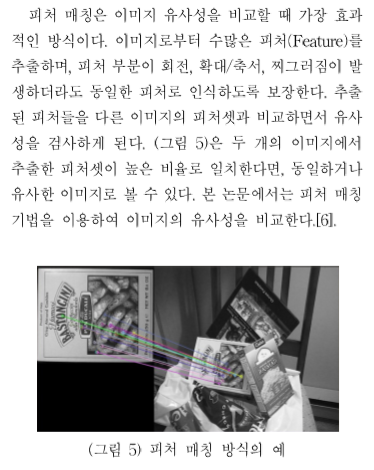 피처 매칭은 이미지 유사성을 비교할 때 가장 효과
적인 방식이다. 이미지로부터 수많은 피처(Feature)를
추출하며, 피처 부분이 회전, 확대/축서, 찌그러짐이 발
생하더라도 동일한 피처로 인식하도록 보장한다. 추출
된 피처들을 다른 이미지의 피처셋과 비교하면서 유사
성을 검사하게 된다. (그림 5)은 두 개의 이미지에서
추출한 피처셋이 높은 비율로 일치한다면, 동일하거나
유사한 이미지로 볼 수 있다. 본 논문에서는 피처 매칭
기법을 이용하여 이미지의 유사성을 비교한다.[6].
BASTONCINI
(그림 5) 피처 매칭 방식의 예